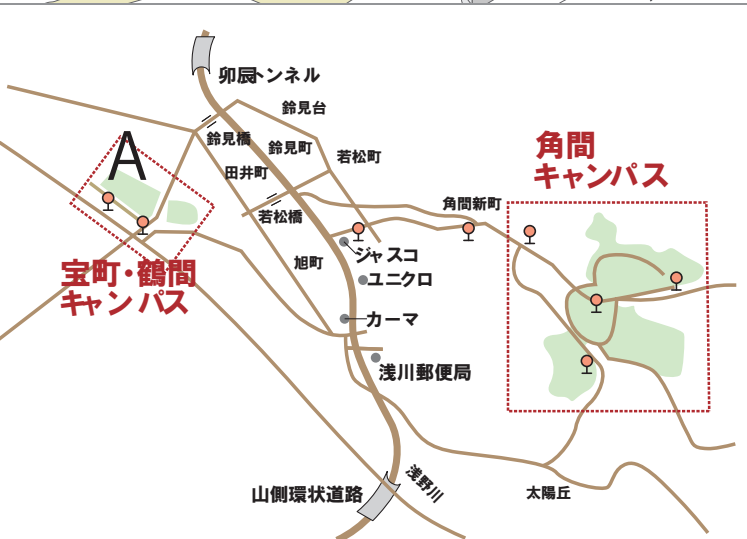 卯辰トンネル
鈴見台
A
鈴見橋
鈴見町
若松町
田井町
角間
キャンパス
若松橋
角間新町
宝町・鶴間
キャンパス
旭町
ジャスコ
ユニクロ
カーマ
浅川郵便局
山側環状道路
浅野川
太陽丘